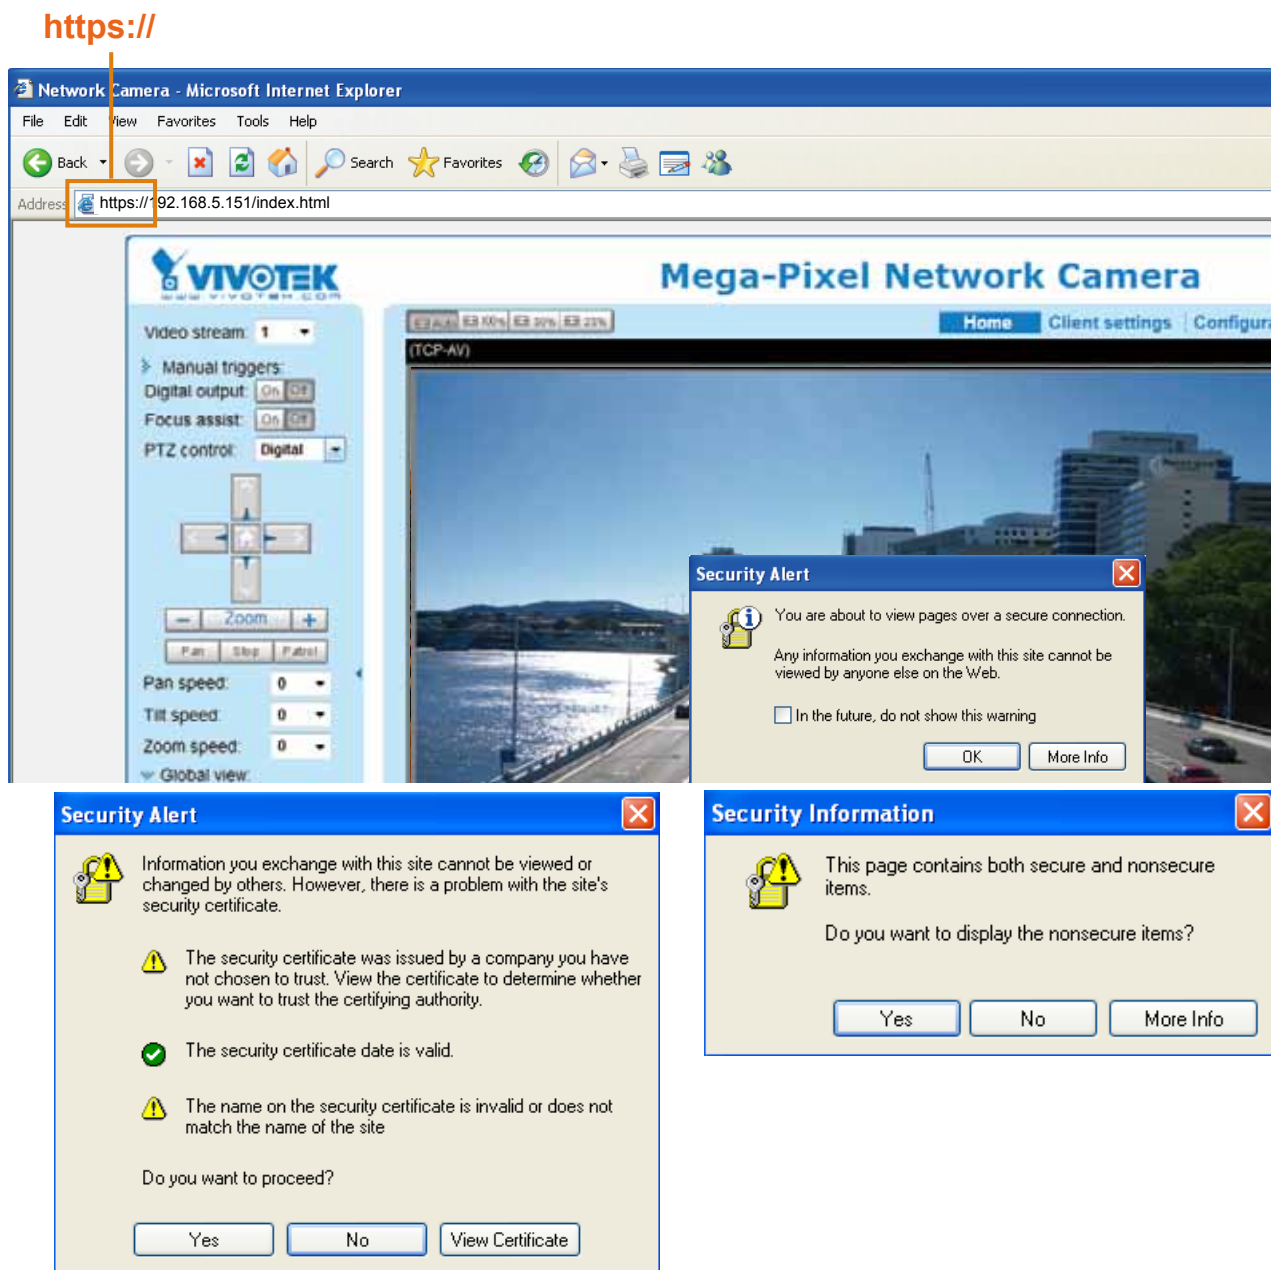 https://
Network Camera - Microsoft Internet Explorer
File Edit View Favorites Tools Help
Back Search Favorites
Address https://192.168.5.151/index.html
VIVOTEK
www.vivotek.com
Mega-Pixel Network Camera
Video stream: 1
Auto 100% 50% 25%
Home Client settings Configura
(TCP-AV)
Manual triggers:
Digital output: On Off
Focus assist: On Off
PTZ control: Digital
Zoom
Pan Stop Patrol
Pan speed: 0
Tilt speed: 0
Zoom speed: 0
Global view:
Security Alert
You are about to view pages over a secure connection.
Any information you exchange with this site cannot be
viewed by anyone else on the Web.
In the future, do not show this warning
OK More Info
Security Alert
Information you exchange with this site cannot be viewed or
changed by others. However, there is a problem with the site's
security certificate.
The security certificate was issued by a company you have
not chosen to trust. View the certificate to determine whether
you want to trust the certifying authority.
The security certificate date is valid.
The name on the security certificate is invalid or does not
match the name of the site
Do you want to proceed?
Yes No View Certificate
Security Information
This page contains both secure and nonsecure
items.
Do you want to display the nonsecure items?
Yes No More Info